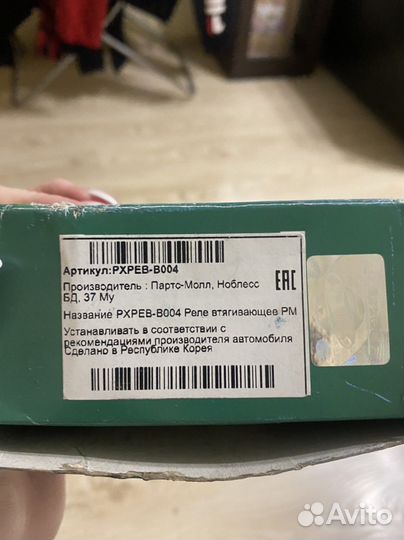 Артикул:PXPEB-B004
Производитель : Партс-Молл, Ноблесс
БД, 37 Му
EAC
Название PXPEB-B004 Реле втягивающее PM
Устанавливать в соответствии с
рекомендациями производителя автомобиля
Сделано в Республике Корея
Avito